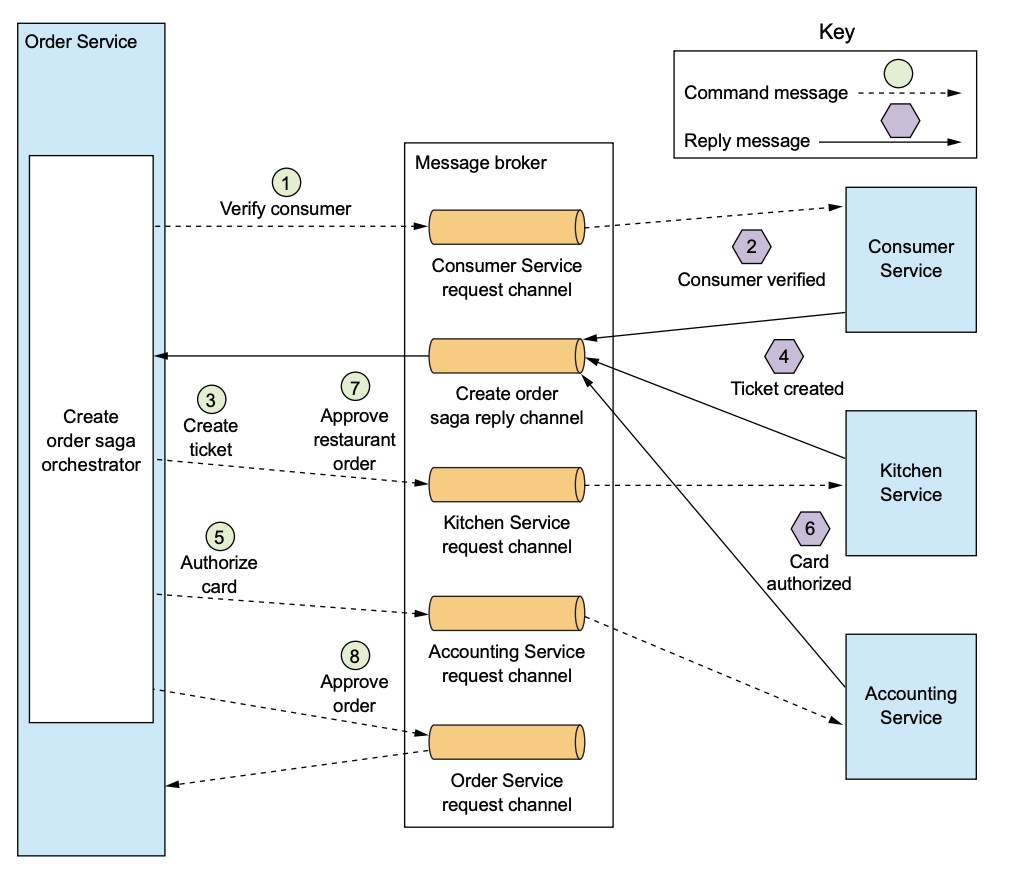 Order Service
Key
Command message
Reply message
Message broker
1
Verify consumer
Consumer Service
request channel
2
Consumer verified
Consumer
Service
Create order
saga reply channel
4
Ticket created
3
Create
ticket
7
Approve
restaurant
order
Create
order saga
orchestrator
Kitchen Service
request channel
Kitchen
Service
5
Authorize
card
6
Card
authorized
Accounting Service
request channel
8
Approve
order
Accounting
Service
Order Service
request channel